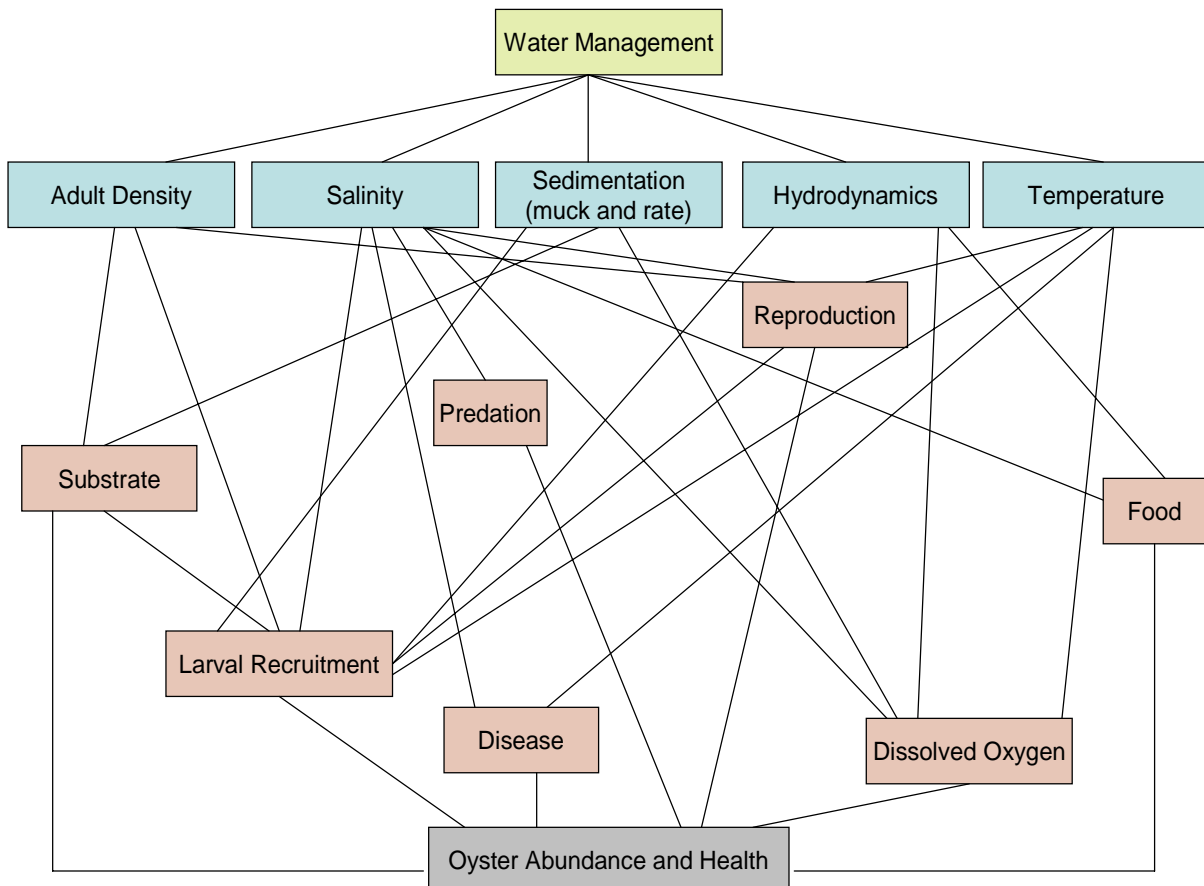 Water Management
Adult Density
Salinity
Sedimentation
(muck and rate)
Hydrodynamics
Temperature
Reproduction
Predation
Substrate
Food
Larval Recruitment
Disease
Dissolved Oxygen
Oyster Abundance and Health